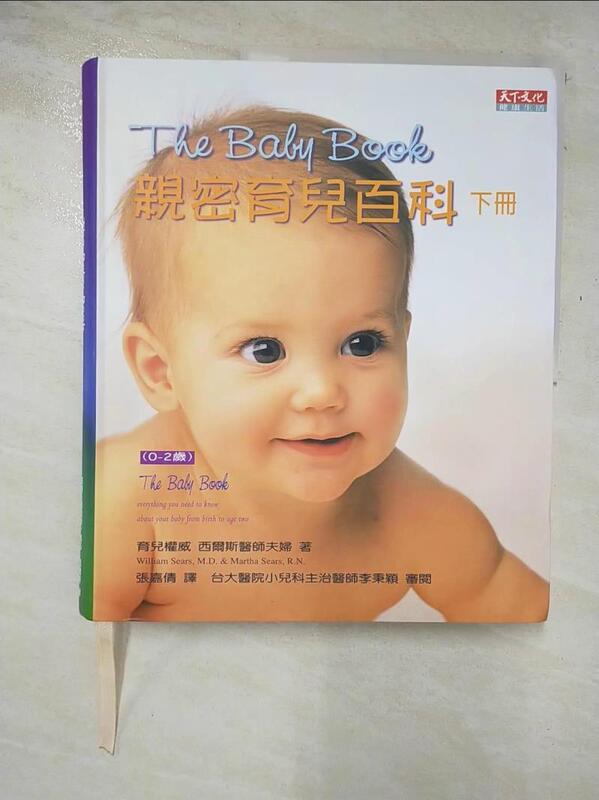 天下文化
健康生活
The Baby Book
親密育兒百科 下冊
(0-2歲)
The Baby Book
everything you need to know
about your baby from birth to age two
育兒權威 西爾斯醫師夫婦 著
William Sears, M.D. & Martha Sears, R.N.
張嘉倩 譯 台大醫院小兒科主治醫師李秉穎 審閱